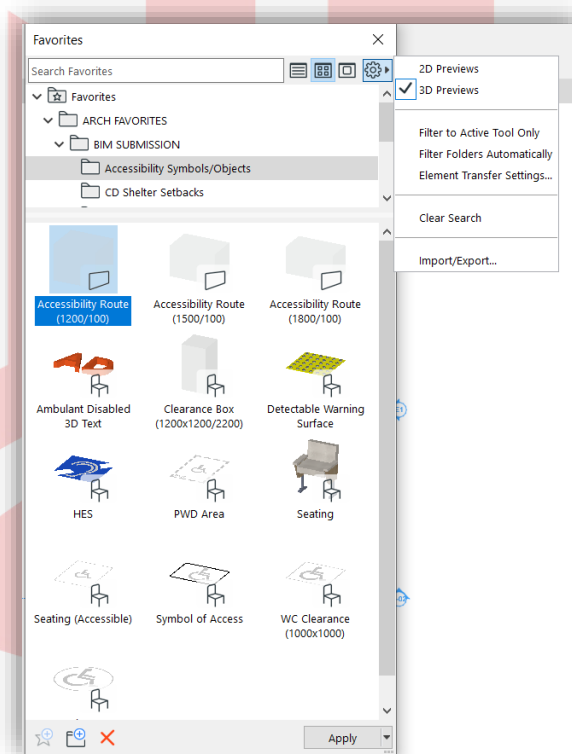 Favorites
Search Favorites
2D Previews
3D Previews
Filter to Active Tool Only
Filter Folders Automatically
Element Transfer Settings...
Clear Search
Import/Export...
Favorites
ARCH FAVORITES
BIM SUBMISSION
Accessibility Symbols/Objects
CD Shelter Setbacks
Accessibility Route
(1200/100)
Accessibility Route
(1500/100)
Accessibility Route
(1800/100)
Ambulant Disabled
3D Text
Clearance Box
(1200x1200/2200)
Detectable Warning
Surface
HES
PWD Area
Seating
Seating (Accessible)
Symbol of Access
WC Clearance
(1000x1000)
Apply